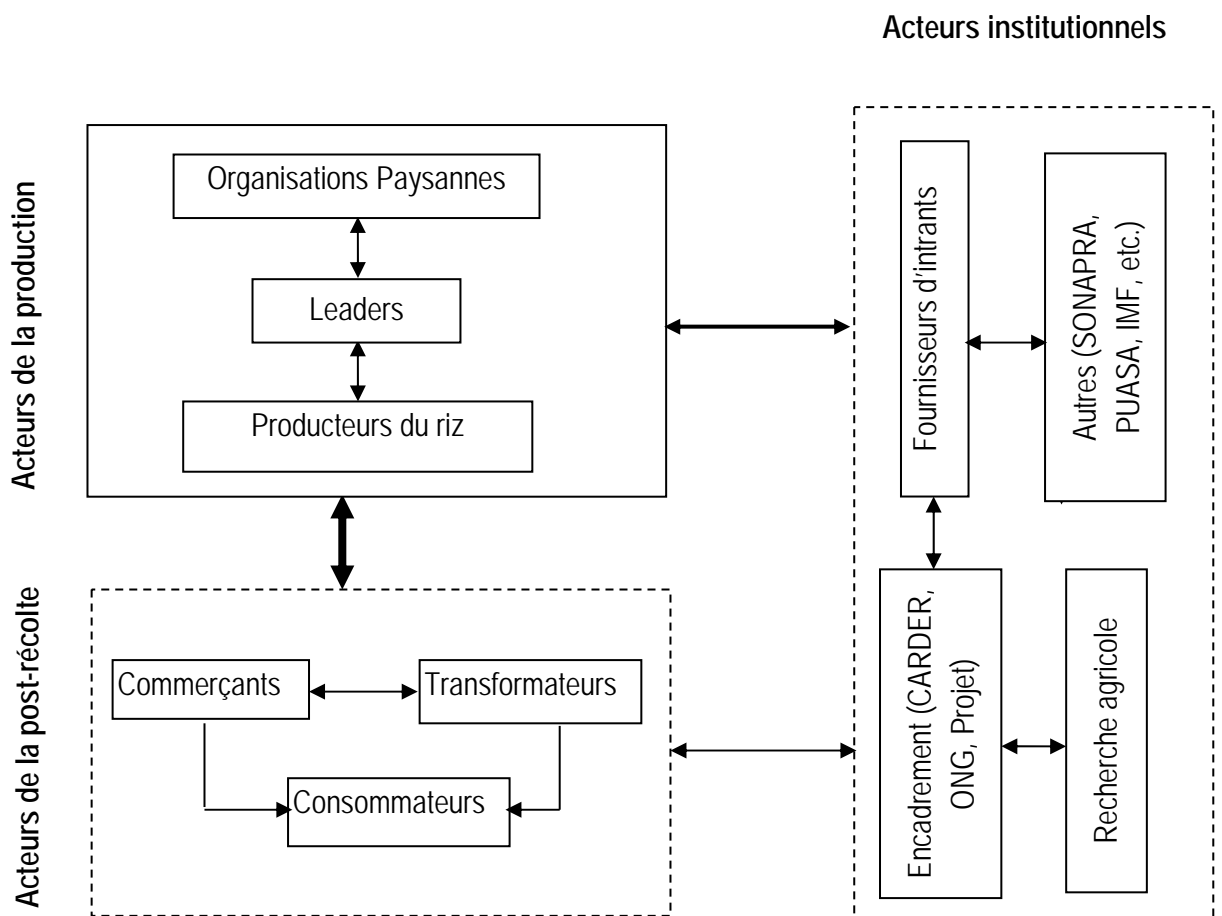 Acteurs institutionnels
Acteurs de la production
Organisations Paysannes
Leaders
Producteurs du riz
Fournisseurs d'intrants
Autres (SONAPRA,
PUASA, IMF, etc.)
Acteurs de la post-récolte
Commerçants
Transformateurs
Consommateurs
Encadrement (CARDER,
ONG, Projet)
Recherche agricole